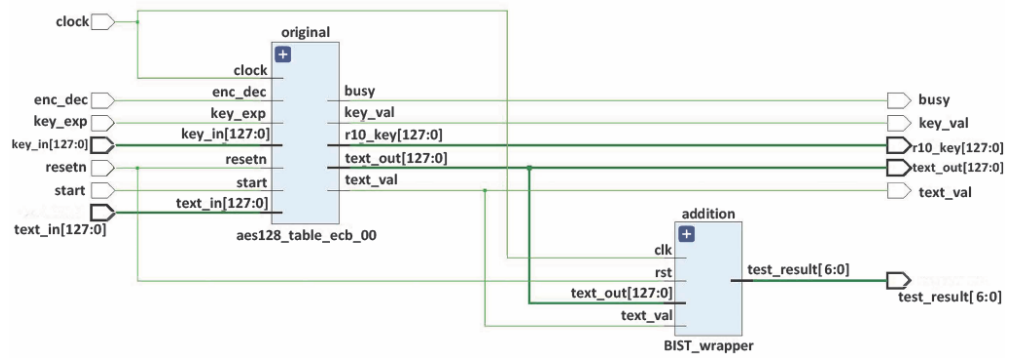 clock
original
clock
enc_dec
enc_dec
busy
busy
key_exp
key_exp
key_val
key_val
key_in[127:0]
key_in[127:0]
r10_key[127:0]
r10_key[127:0]
resetn
resetn
text_out[127:0]
text_out[127:0]
start
start
text_val
text_val
text_in[127:0]
text_in[127:0]
aes128_table_ecb_00
addition
clk
rst
test_result[6:0]
text_out[127:0]
test_result[6:0]
text_val
BIST_wrapper